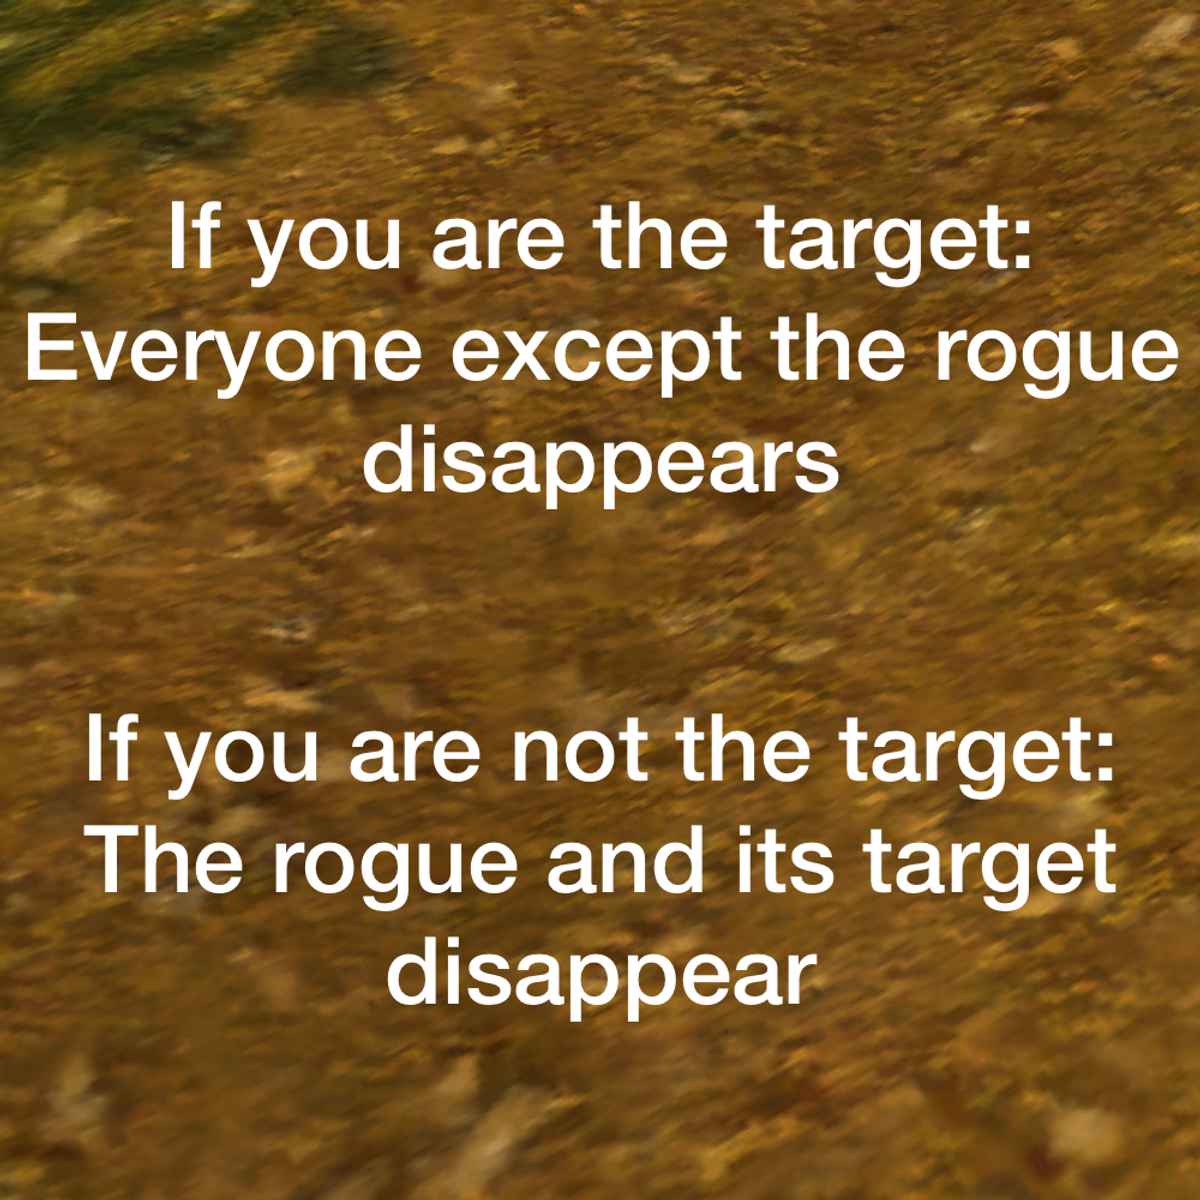 If you are the target:
Everyone except the rogue
disappears
If you are not the target:
The rogue and its target
disappear